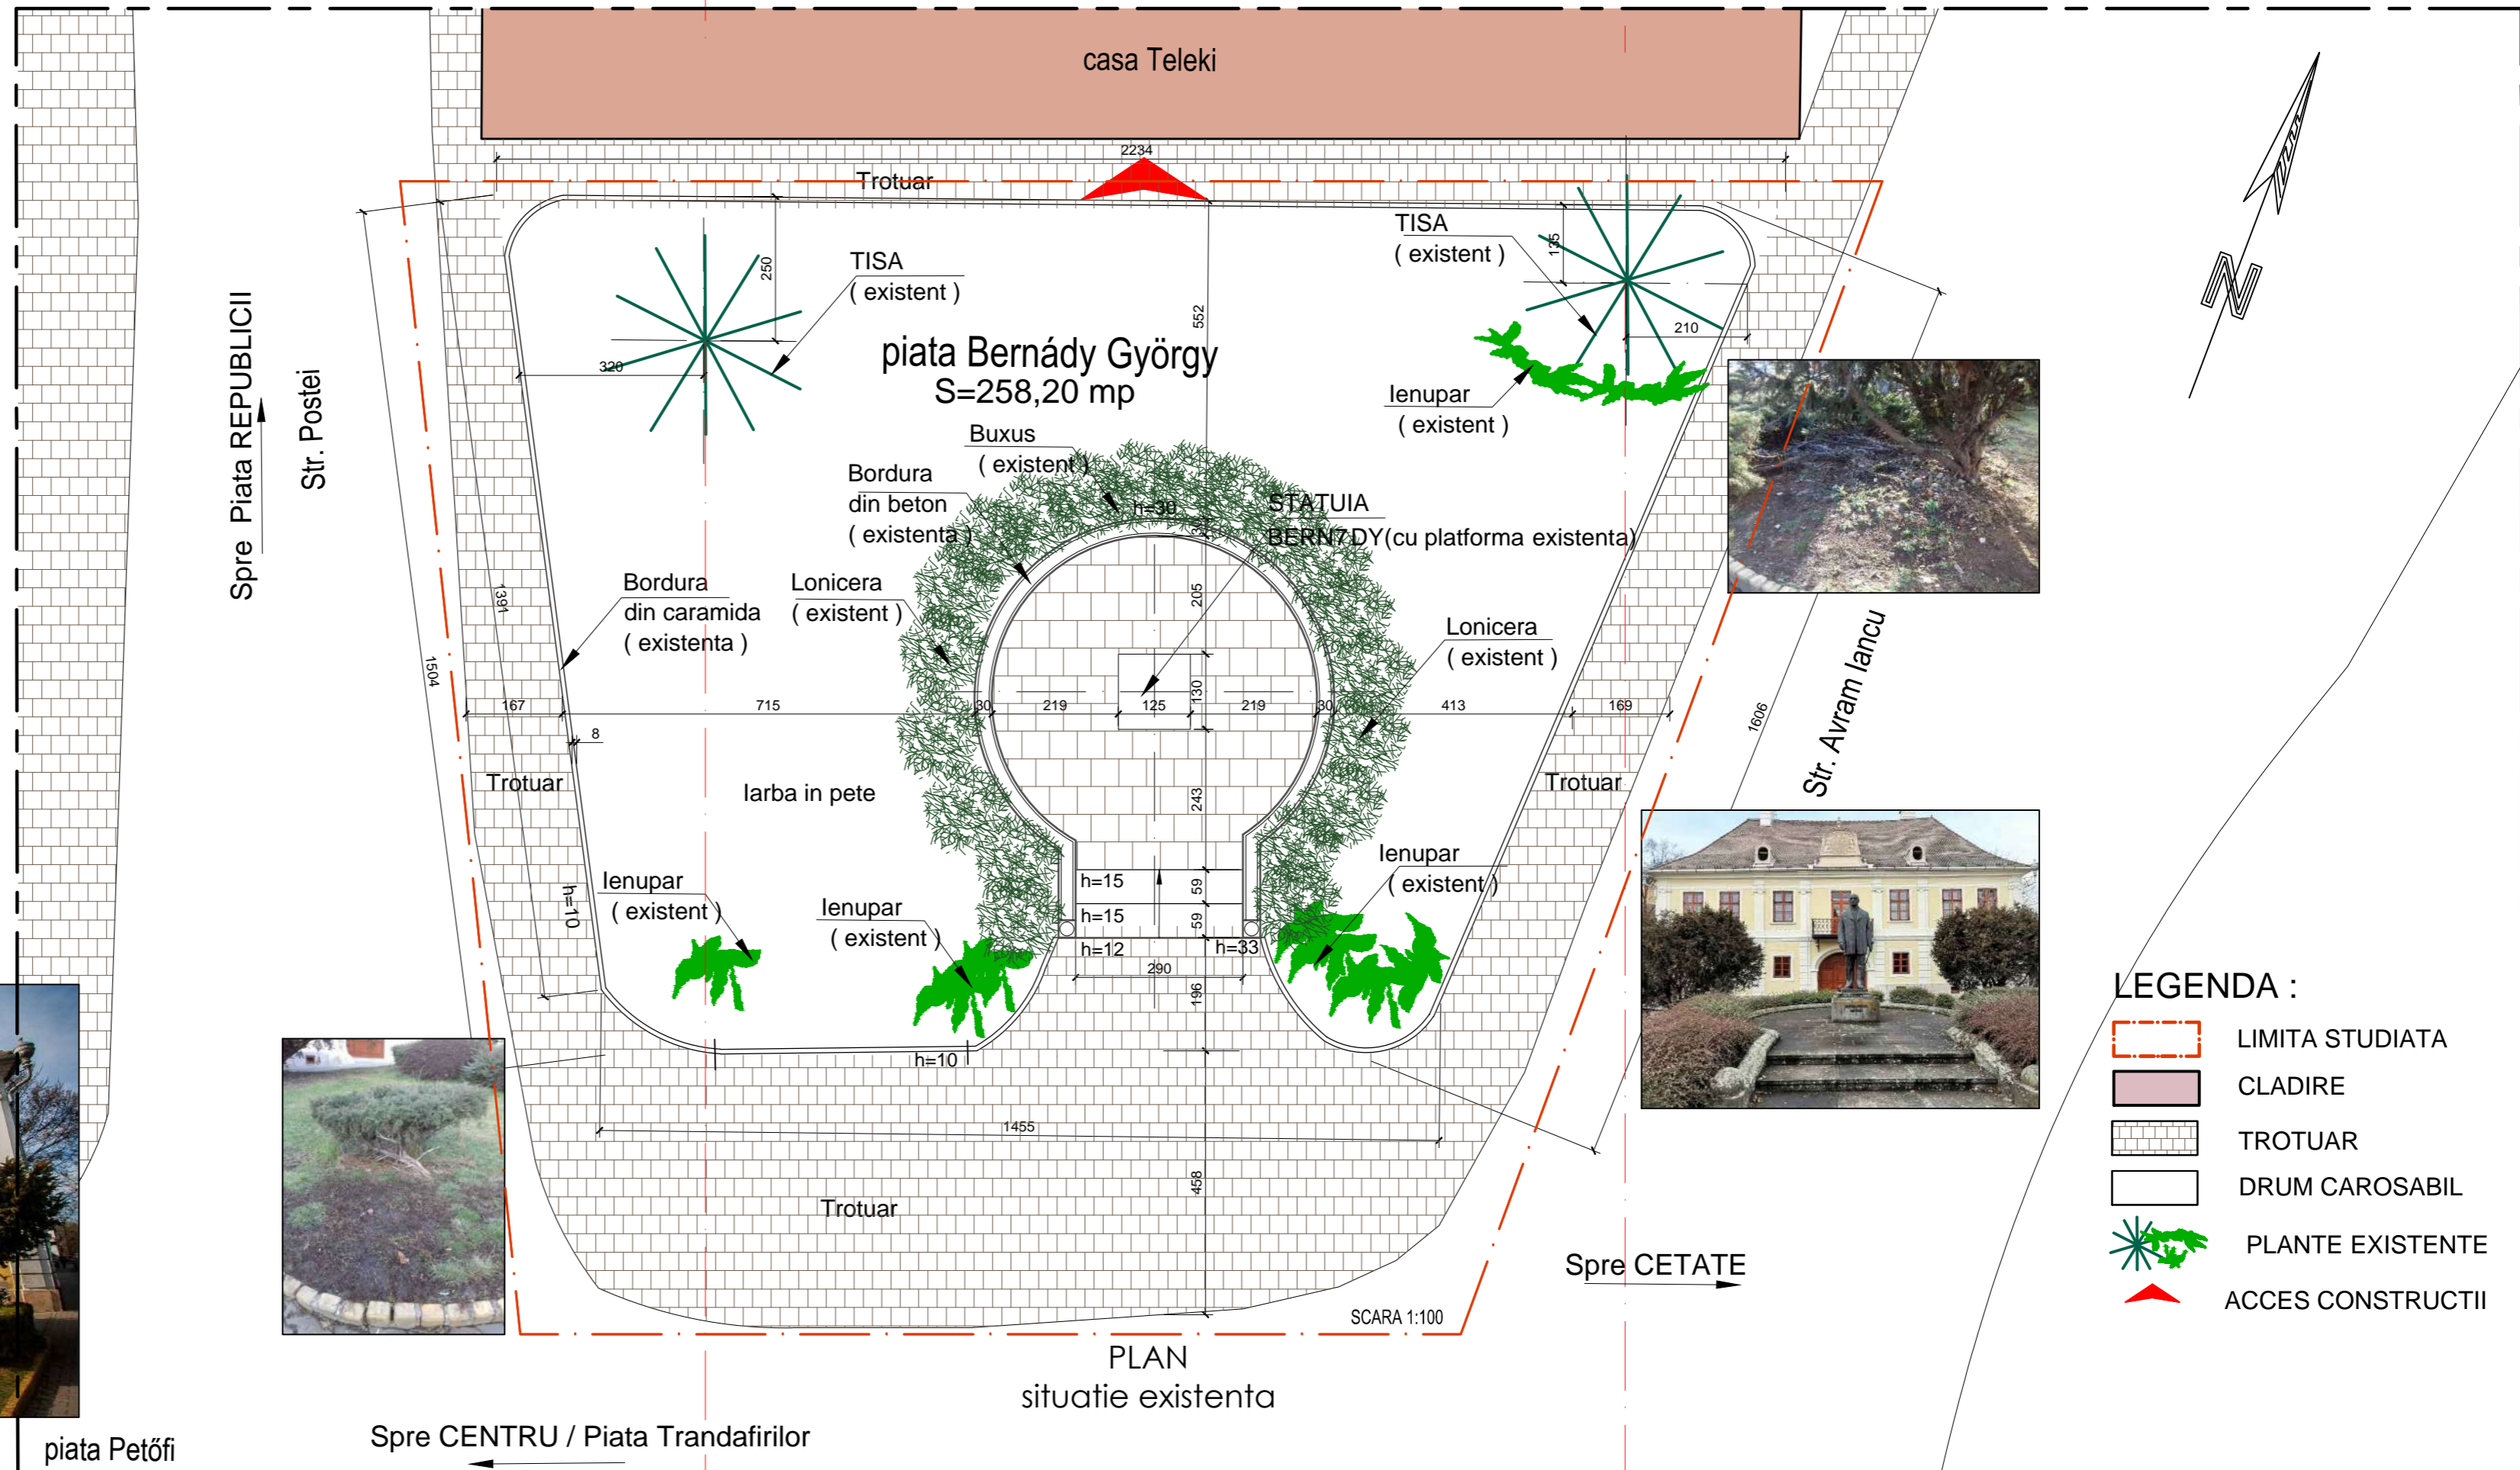 casa Teleki
2234
Trotuar
TISA
( existent )
250
320
TISA
( existent )
135
210
552
piata Bernády György
S=258,20 mp
Ienupar
( existent )
Spre Piata REPUBLICII
Str. Postei
N
Buxus
( existent )
Bordura
din beton
( existenta )
h=30
30
STATUIA
BERN7DY(cu platforma existenta)
Bordura
din caramida
( existenta )
Lonicera
( existent )
Lonicera
( existent )
1391
1504
205
130
167
715
30
219
125
219
30
413
169
8
1606
Str. Avram Iancu
Trotuar
Iarba in pete
243
Trotuar
h=10
Ienupar
( existent )
Ienupar
( existent )
Ienupar
( existent )
h=15
59
h=15
59
h=12
h=33
290
196
h=10
1455
458
Trotuar
Spre CETATE
SCARA 1:100
PLAN
situatie existenta
piata Petőfi
Spre CENTRU / Piata Trandafirilor
LEGENDA :
LIMITA STUDIATA
CLADIRE
TROTUAR
DRUM CAROSABIL
PLANTE EXISTENTE
ACCES CONSTRUCTII